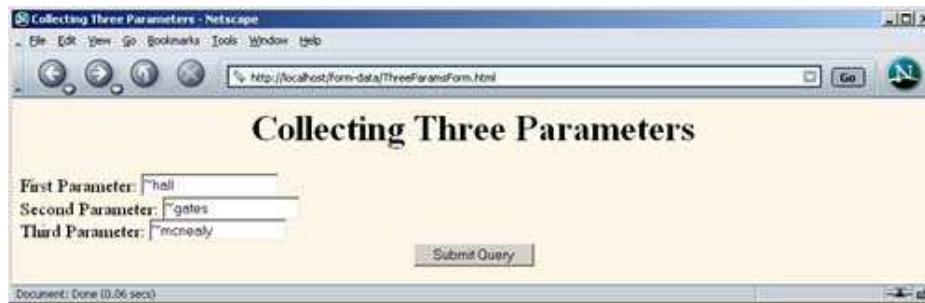 Collecting Three Parameters - Netscape
File Edit View Go Bookmarks Tools Window Help
http://localhost/form-data/ThreeParamsForm.html Go N
Collecting Three Parameters
First Parameter: ~hall
Second Parameter: ~gates
Third Parameter: ~mcnealy
Submit Query
Document: Done (0.06 secs)